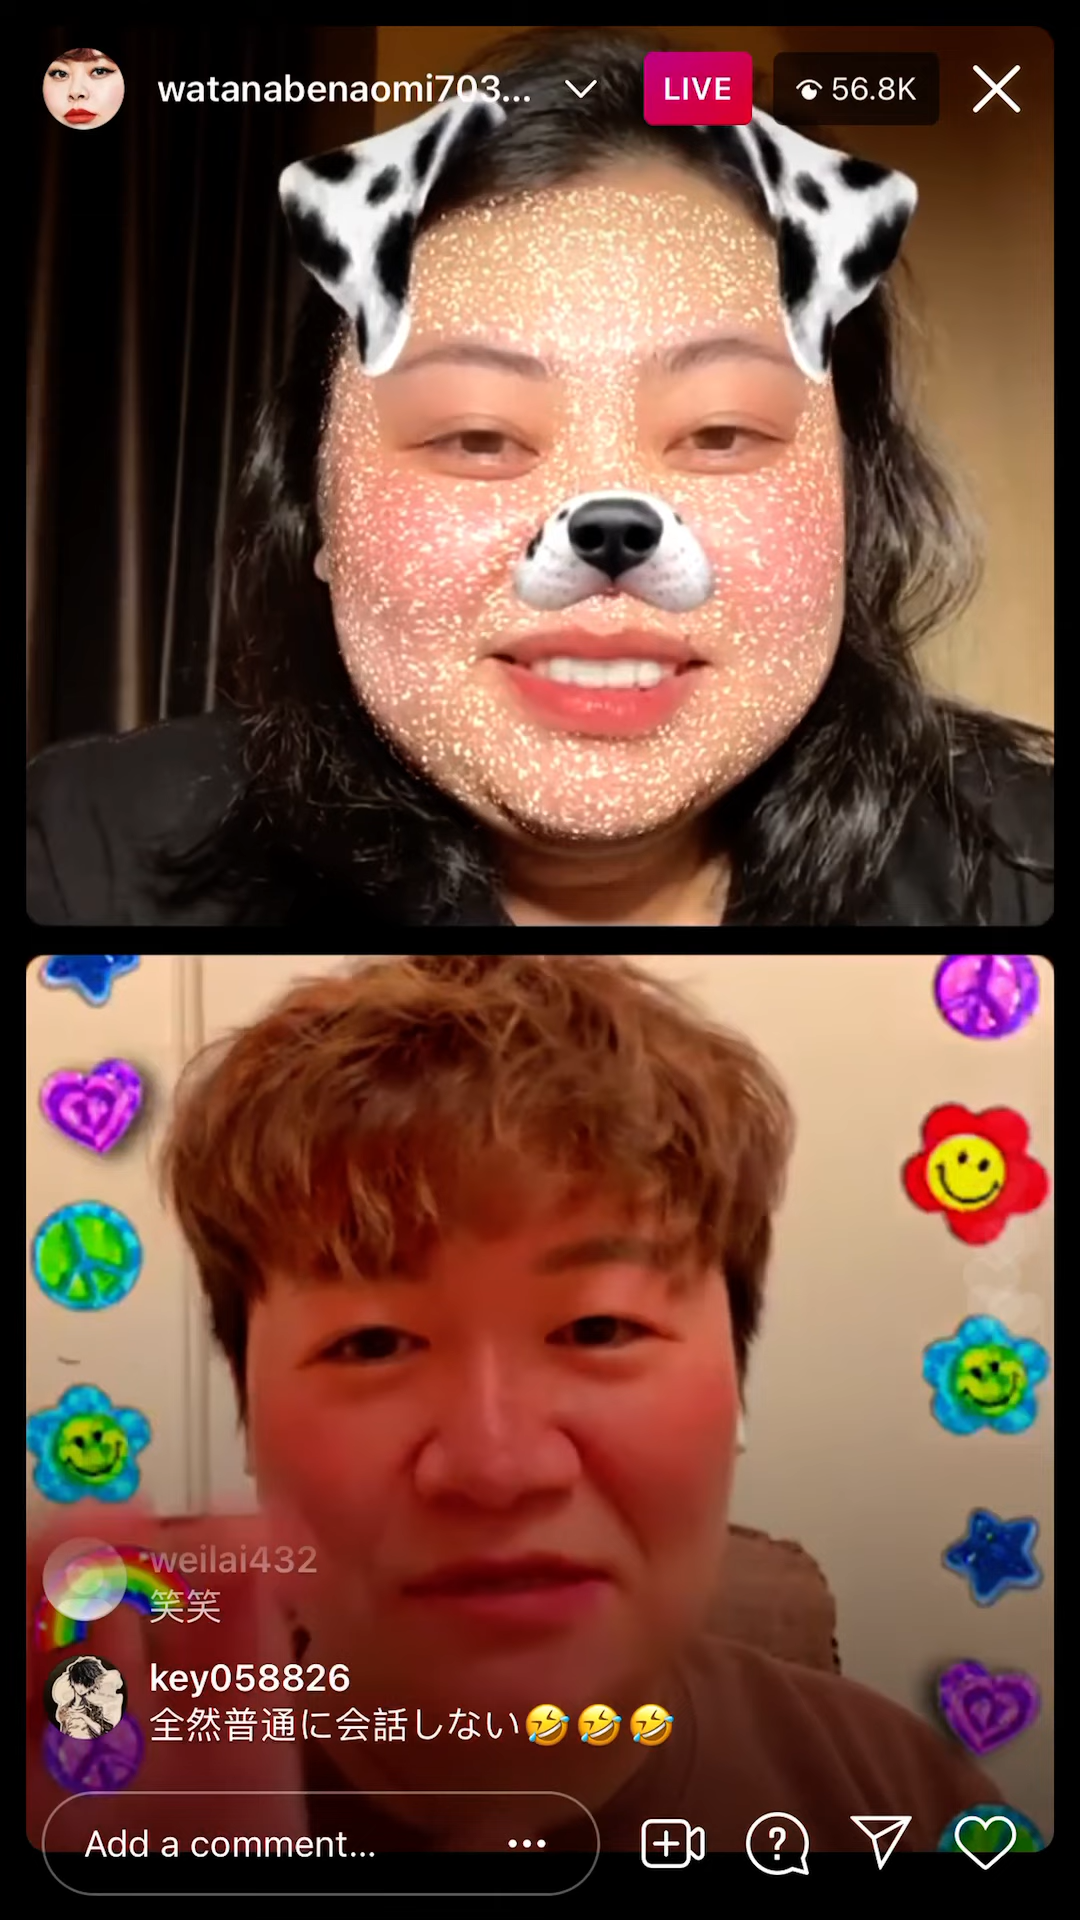 watanabenaomi703...
LIVE
56.8K
weilai432
笑笑
key058826
全然普通に会話しない🤣🤣🤣
Add a comment...